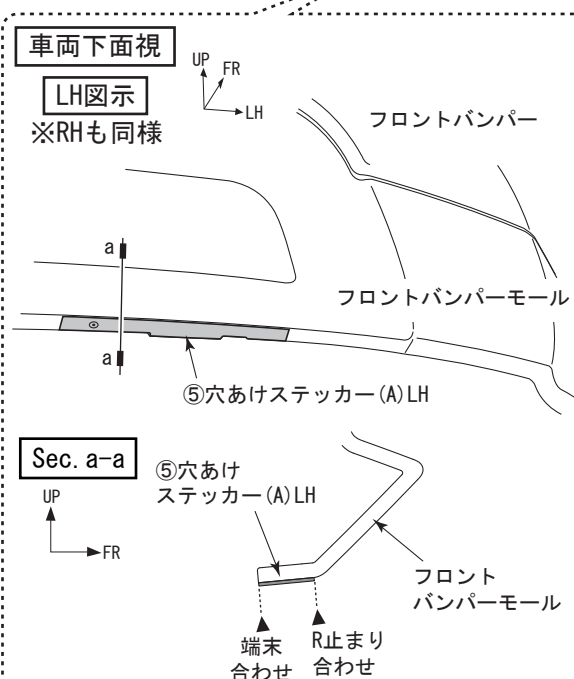 車両下面視
LH図示
※RHも同様
UP
FR
LH
フロントバンパー
a
フロントバンパーモール
a
⑤穴あけステッカー(A)LH
Sec. a-a
UP
FR
⑤穴あけ
ステッカー(A)LH
フロント
バンパーモール
端末
合わせ
R止まり
合わせ